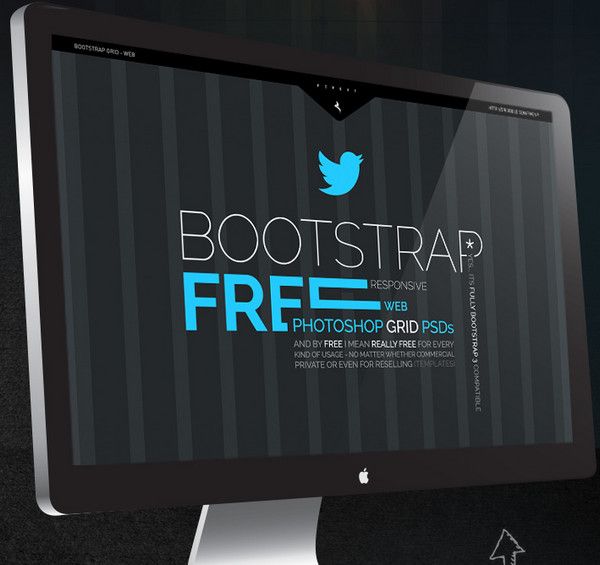 BOOTSTRAP GRID - WEB
BOOTSTRAP*
FREE
RESPONSIVE
WEB
PHOTOSHOP GRID PSDs
AND BY FREE I MEAN REALLY FREE FOR EVERY
KIND OF USAGE - NO MATTER WHETHER COMMERCIAL
PRIVATE OR EVEN FOR RESELLING (TEMPLATES)
YES, IT'S FULLY BOOTSTRAP 3 COMPATIBLE